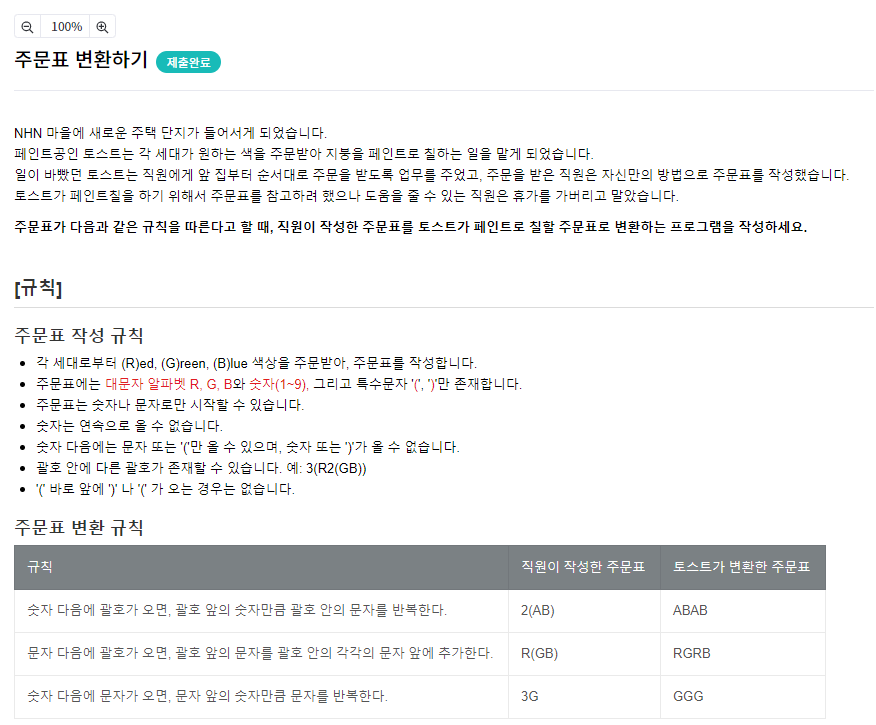 100%
주문표 변환하기 제출완료
NHN 마을에 새로운 주택 단지가 들어서게 되었습니다.
페인트공인 토스트는 각 세대가 원하는 색을 주문받아 지붕을 페인트로 칠하는 일을 맡게 되었습니다.
일이 바빴던 토스트는 직원에게 앞 집부터 순서대로 주문을 받도록 업무를 주었고, 주문을 받은 직원은 자신만의 방법으로 주문표를 작성했습니다.
토스트가 페인트칠을 하기 위해서 주문표를 참고하려 했으나 도움을 줄 수 있는 직원은 휴가를 가버리고 말았습니다.
주문표가 다음과 같은 규칙을 따른다고 할 때, 직원이 작성한 주문표를 토스트가 페인트로 칠할 주문표로 변환하는 프로그램을 작성하세요.
[규칙]
주문표 작성 규칙
각 세대로부터 (R)ed, (G)reen, (B)lue 색상을 주문받아, 주문표를 작성합니다.
주문표에는 대문자 알파벳 R, G, B와 숫자(1~9), 그리고 특수문자 '(', ')'만 존재합니다.
주문표는 숫자나 문자로만 시작할 수 있습니다.
숫자는 연속으로 올 수 없습니다.
숫자 다음에는 문자 또는 '('만 올 수 있으며, 숫자 또는 ')'가 올 수 없습니다.
괄호 안에 다른 괄호가 존재할 수 있습니다. 예: 3(R2(GB))
'(' 바로 앞에 ')' 나 '(' 가 오는 경우는 없습니다.
주문표 변환 규칙
규칙 직원이 작성한 주문표 토스트가 변환한 주문표
숫자 다음에 괄호가 오면, 괄호 앞의 숫자만큼 괄호 안의 문자를 반복한다. 2(AB) ABAB
문자 다음에 괄호가 오면, 괄호 앞의 문자를 괄호 안의 각각의 문자 앞에 추가한다. R(GB) RGRB
숫자 다음에 문자가 오면, 문자 앞의 숫자만큼 문자를 반복한다. 3G GGG